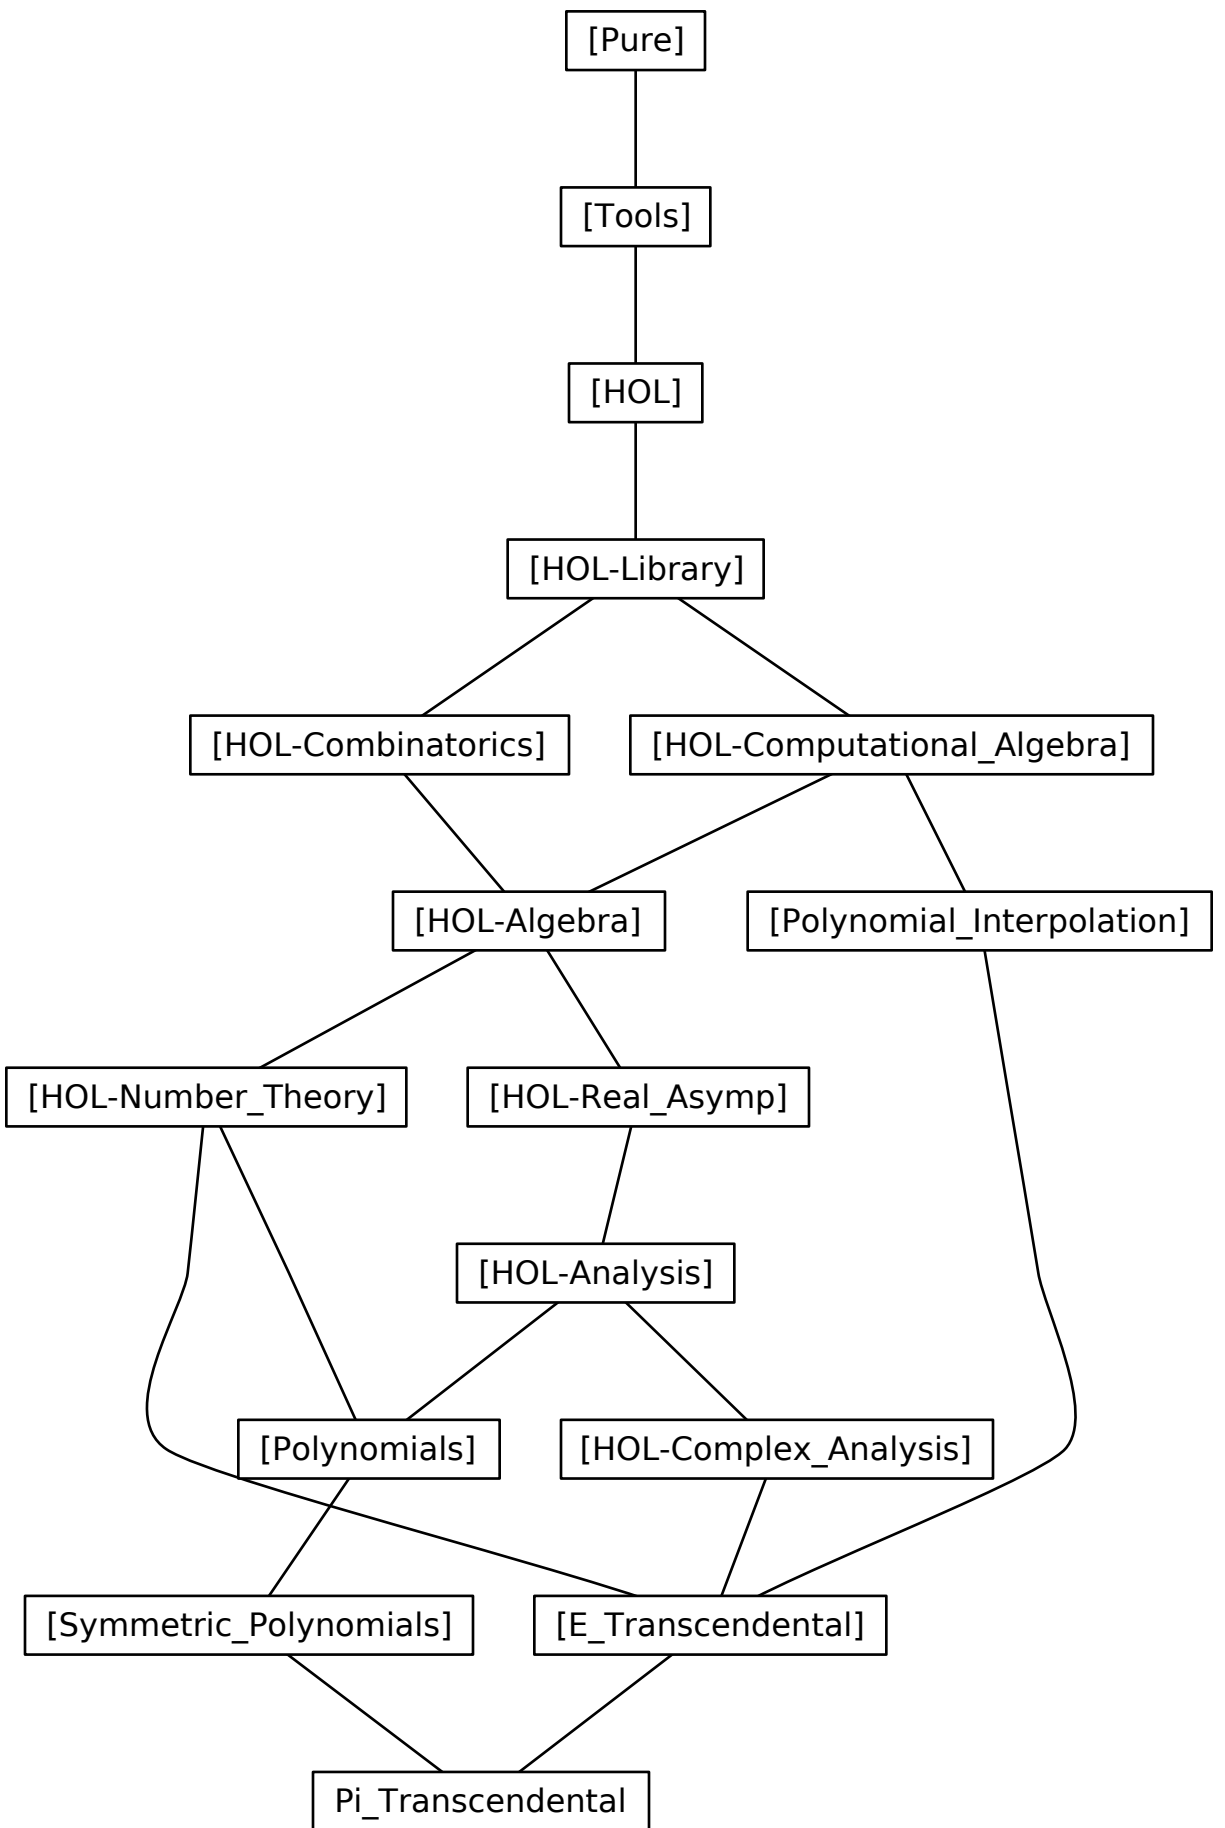 [Pure]
[Tools]
[HOL]
[HOL-Library]
[HOL-Combinatorics]
[HOL-Computational_Algebra]
[HOL-Algebra]
[Polynomial_Interpolation]
[HOL-Number_Theory]
[HOL-Real_Asymp]
[HOL-Analysis]
[Polynomials]
[HOL-Complex_Analysis]
[Symmetric_Polynomials]
[E_Transcendental]
Pi_Transcendental